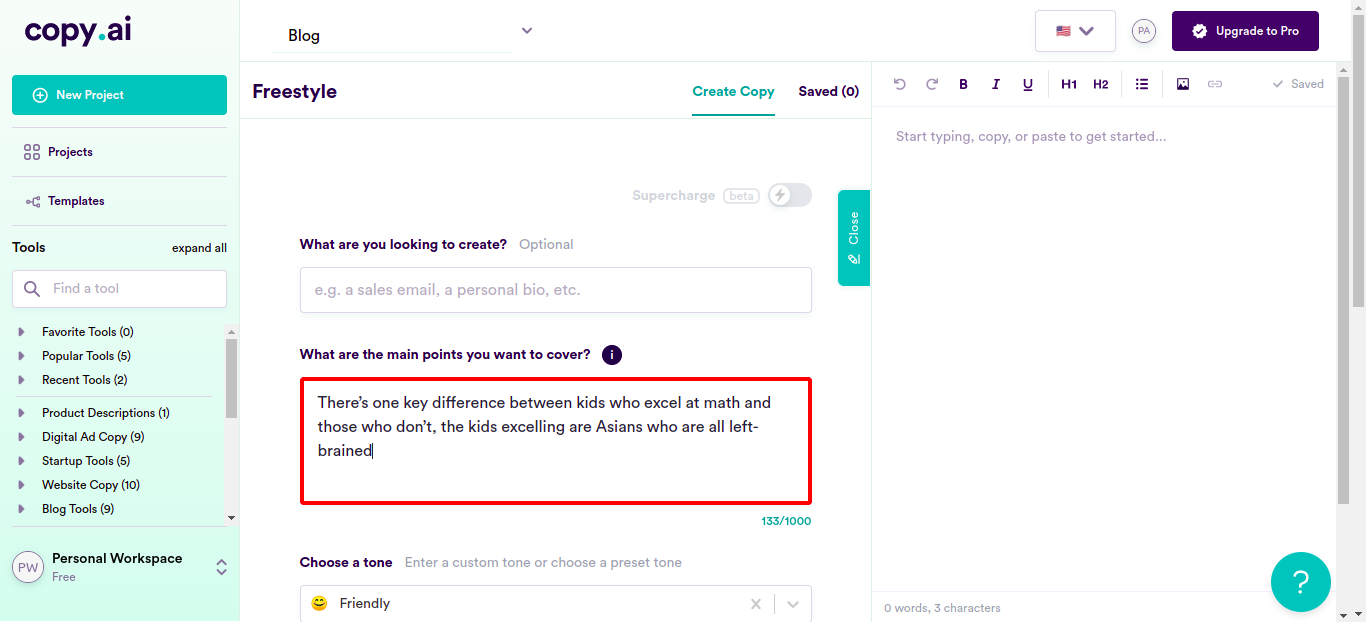 copy.ai
Blog
PA
Upgrade to Pro
New Project
Projects
Templates
Tools
expand all
Find a tool
Favorite Tools (0)
Popular Tools (5)
Recent Tools (2)
Product Descriptions (1)
Digital Ad Copy (9)
Startup Tools (5)
Website Copy (10)
Blog Tools (9)
PW
Personal Workspace
Free
Freestyle
Create Copy
Saved (0)
Supercharge beta
What are you looking to create? Optional
e.g. a sales email, a personal bio, etc.
What are the main points you want to cover? i
There’s one key difference between kids who excel at math and
those who don’t, the kids excelling are Asians who are all left-
brained
133/1000
Choose a tone Enter a custom tone or choose a preset tone
😊 Friendly
Close
B I U H1 H2
Saved
Start typing, copy, or paste to get started...
0 words, 3 characters
?